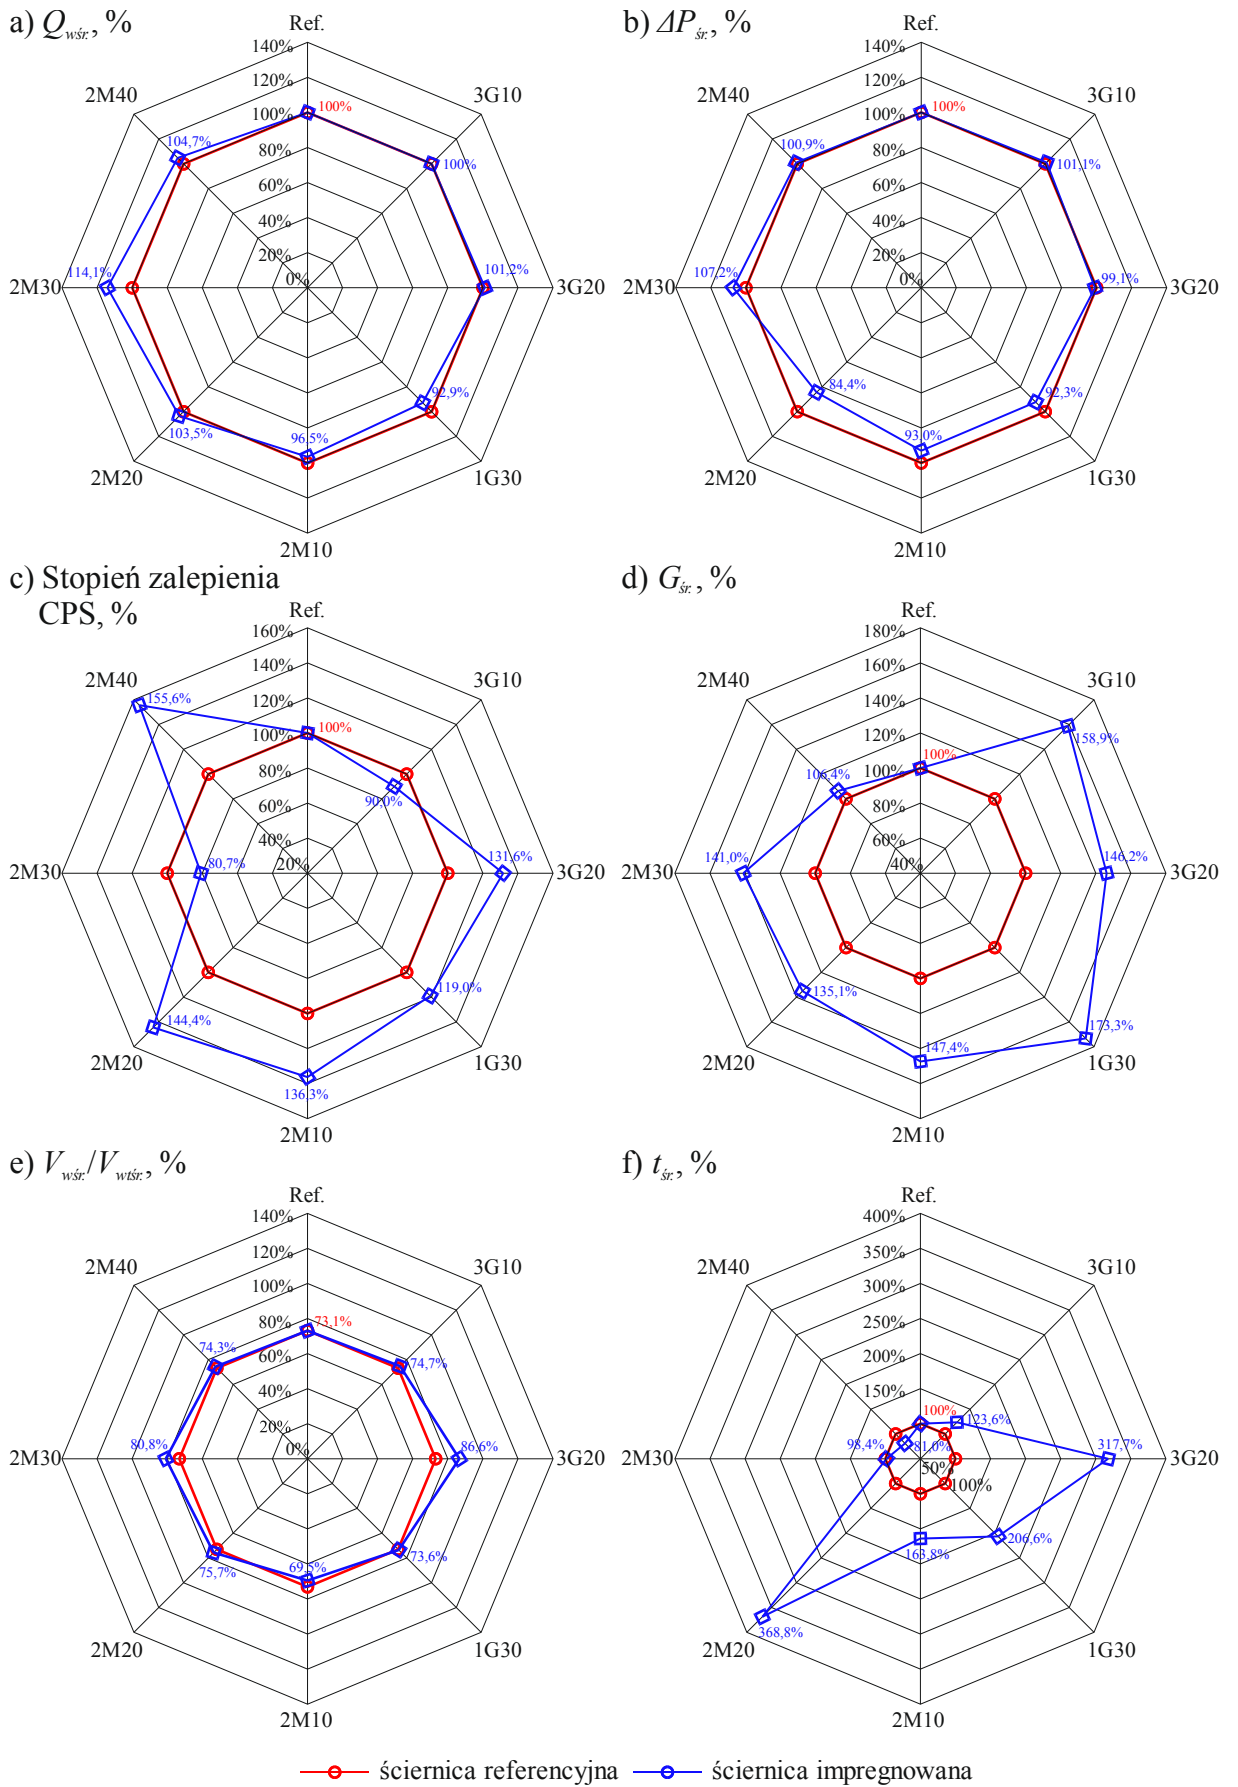 a) Qwśr., %
Ref.
140%
120%
100%
80%
60%
40%
20%
0%
2M40
3G10
2M30
3G20
2M20
1G30
2M10
100%
100%
101,2%
92,9%
96,5%
103,5%
114,1%
104,7%
b) ΔPśr., %
Ref.
140%
120%
100%
80%
60%
40%
20%
0%
2M40
3G10
2M30
3G20
2M20
1G30
2M10
100%
101,1%
99,1%
92,3%
93,0%
84,4%
107,2%
100,9%
c) Stopień zalepienia
CPS, %
Ref.
160%
140%
120%
100%
80%
60%
40%
20%
2M40
3G10
2M30
3G20
2M20
1G30
2M10
100%
90,0%
131,6%
119,0%
136,3%
144,4%
80,7%
155,6%
d) Gśr., %
Ref.
180%
160%
140%
120%
100%
80%
60%
40%
2M40
3G10
2M30
3G20
2M20
1G30
2M10
100%
158,9%
146,2%
173,3%
147,4%
135,1%
141,0%
106,4%
e) Vwśr./Vwtśr., %
Ref.
140%
120%
100%
80%
60%
40%
20%
0%
2M40
3G10
2M30
3G20
2M20
1G30
2M10
73,1%
74,7%
86,6%
73,6%
69,5%
75,7%
80,8%
74,3%
f) tśr., %
Ref.
400%
350%
300%
250%
200%
150%
100%
50%
2M40
3G10
2M30
3G20
2M20
1G30
2M10
100%
123,6%
317,7%
206,6%
163,8%
368,8%
98,4%
81,0%
ściernica referencyjna
ściernica impregnowana